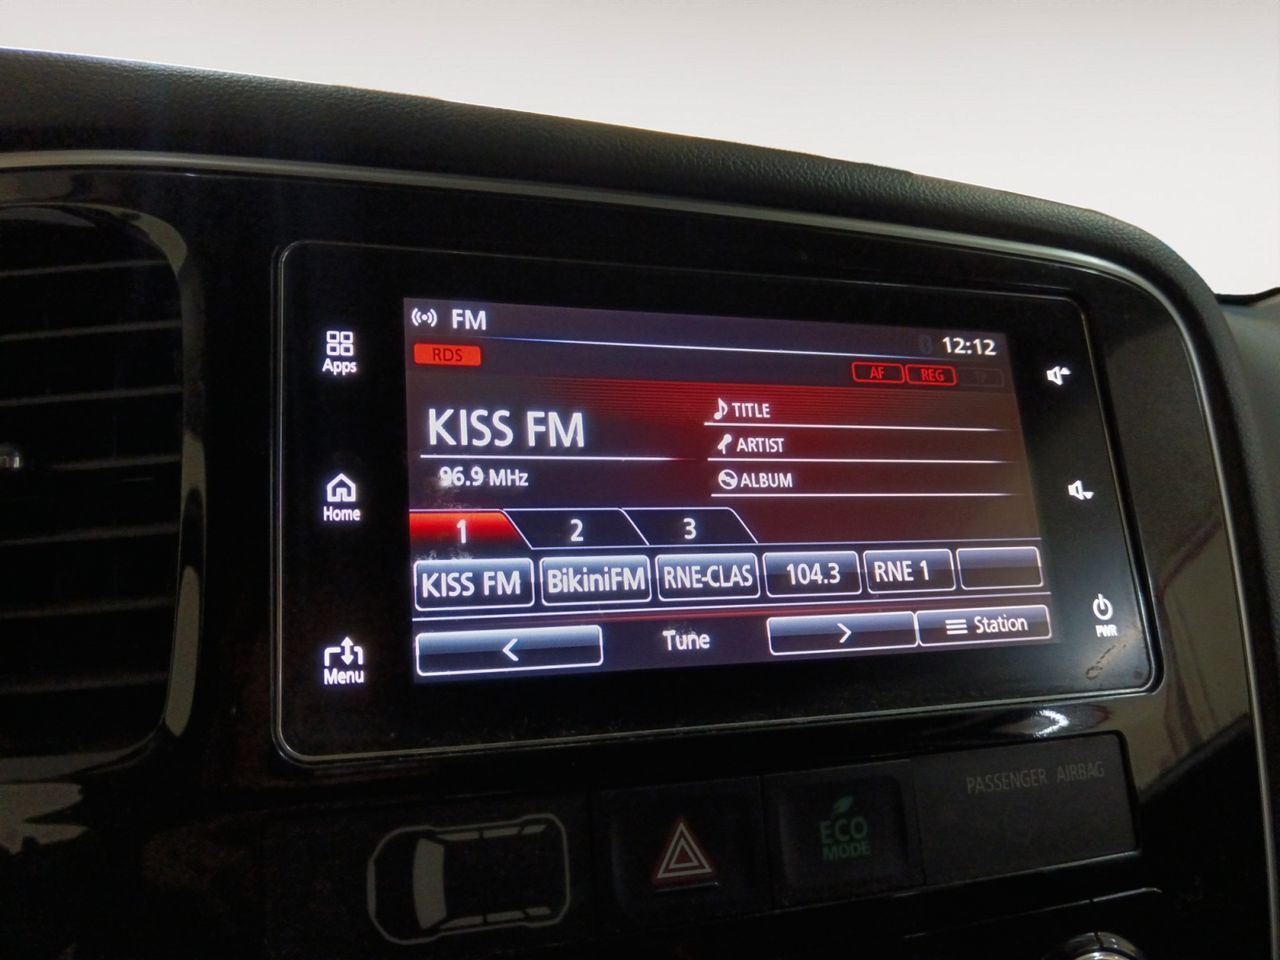 FM
12:12
RDS
AF REG TP
KISS FM
96.9 MHz
TITLE
ARTIST
ALBUM
1 2 3
KISS FM BikiniFM RNE-CLAS 104.3 RNE 1
< Tune > Station
Apps
Home
Menu
PWR
ECO
MODE
PASSENGER AIRBAG